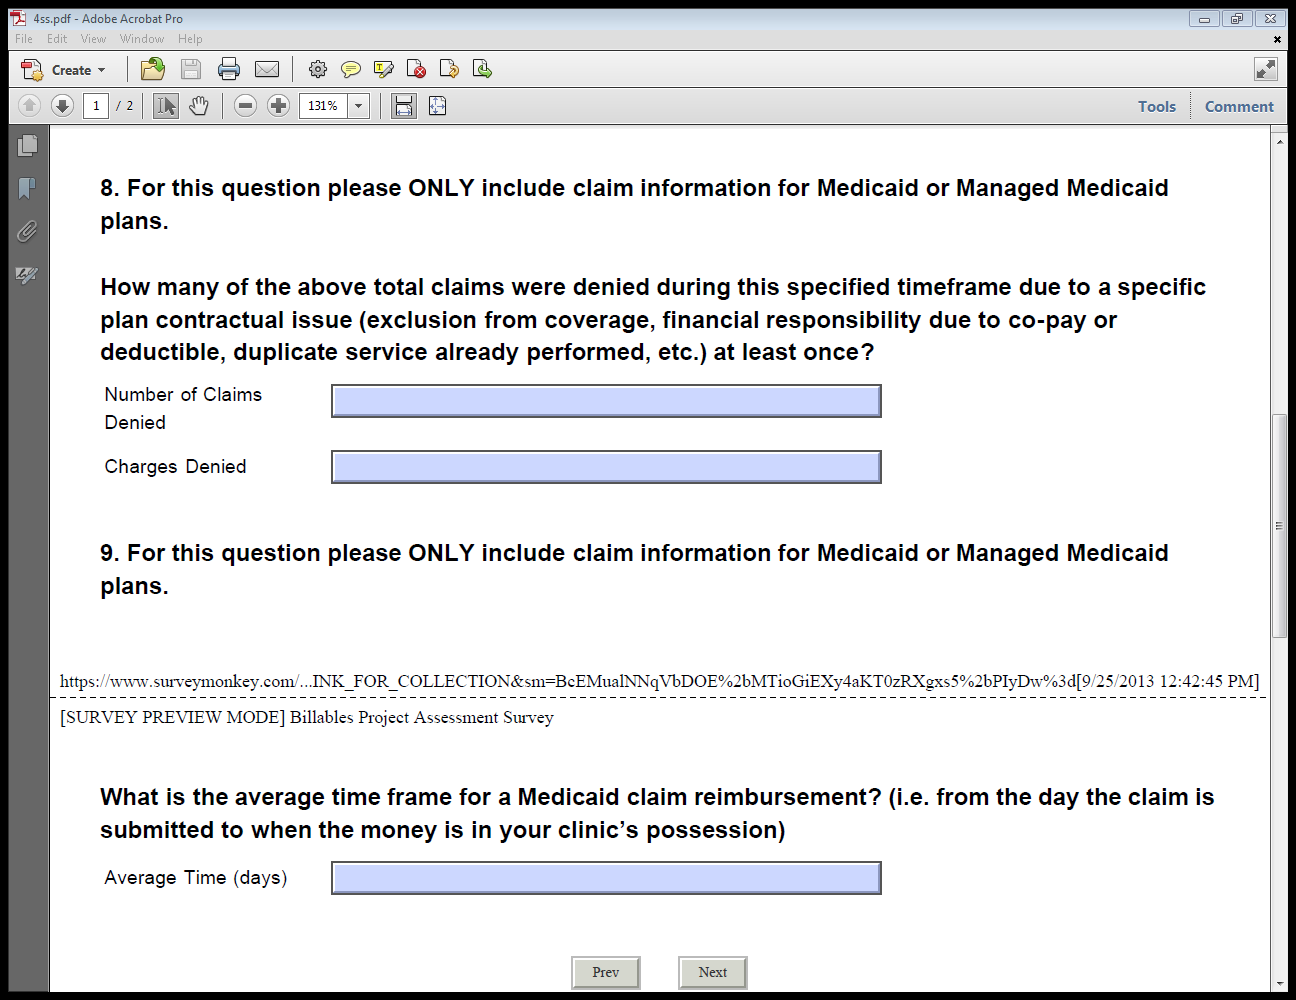 4ss.pdf - Adobe Acrobat Pro
File Edit View Window Help
Create
1 / 2 131% Tools Comment
8. For this question please ONLY include claim information for Medicaid or Managed Medicaid
plans.
How many of the above total claims were denied during this specified timeframe due to a specific
plan contractual issue (exclusion from coverage, financial responsibility due to co-pay or
deductible, duplicate service already performed, etc.) at least once?
Number of Claims
Denied
Charges Denied
9. For this question please ONLY include claim information for Medicaid or Managed Medicaid
plans.
https://www.surveymonkey.com/...INK_FOR_COLLECTION&sm=BcEMualNNqVbDOE%2bMTioGiEXy4aKT0zRXgxs5%2bPIyDw%3d[9/25/2013 12:42:45 PM]
[SURVEY PREVIEW MODE] Billables Project Assessment Survey
What is the average time frame for a Medicaid claim reimbursement? (i.e. from the day the claim is
submitted to when the money is in your clinic’s possession)
Average Time (days)
Prev Next